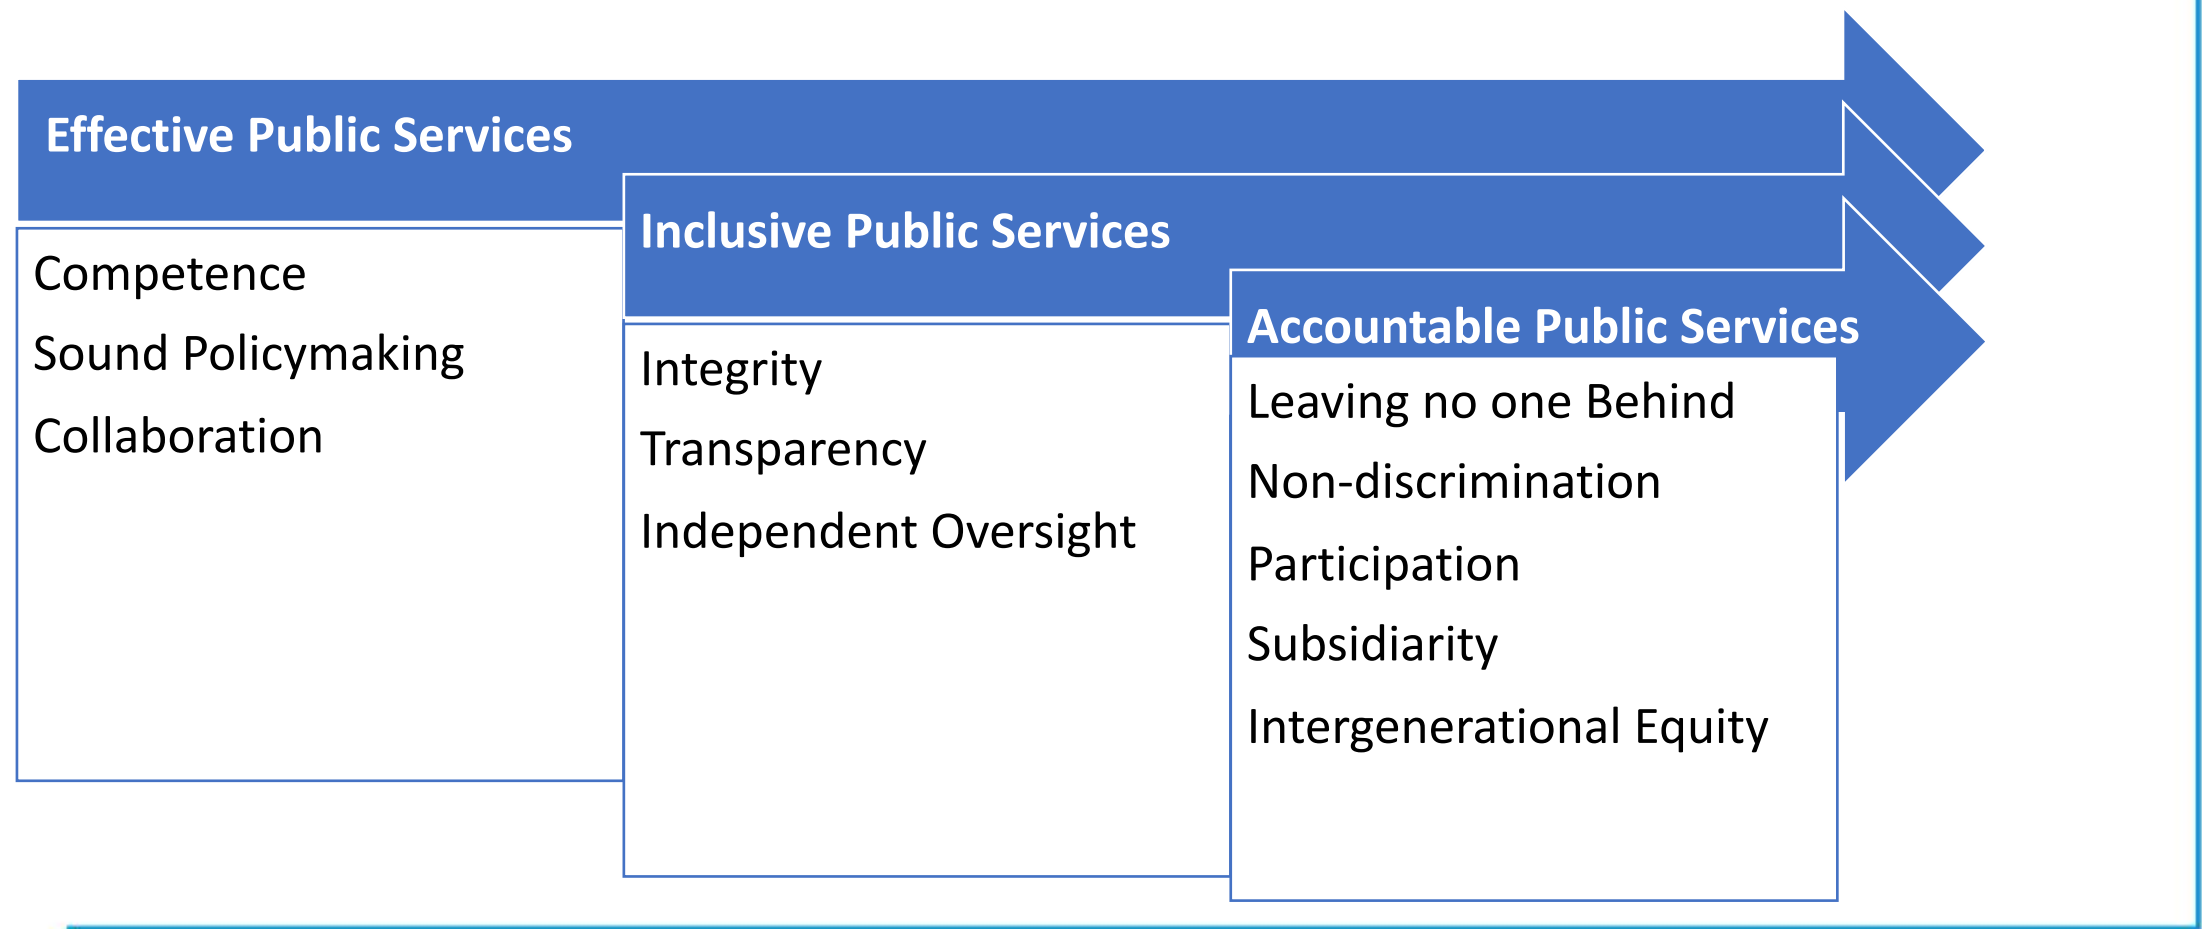 Effective Public Services
Competence
Sound Policymaking
Collaboration
Inclusive Public Services
Integrity
Transparency
Independent Oversight
Accountable Public Services
Leaving no one Behind
Non-discrimination
Participation
Subsidiarity
Intergenerational Equity